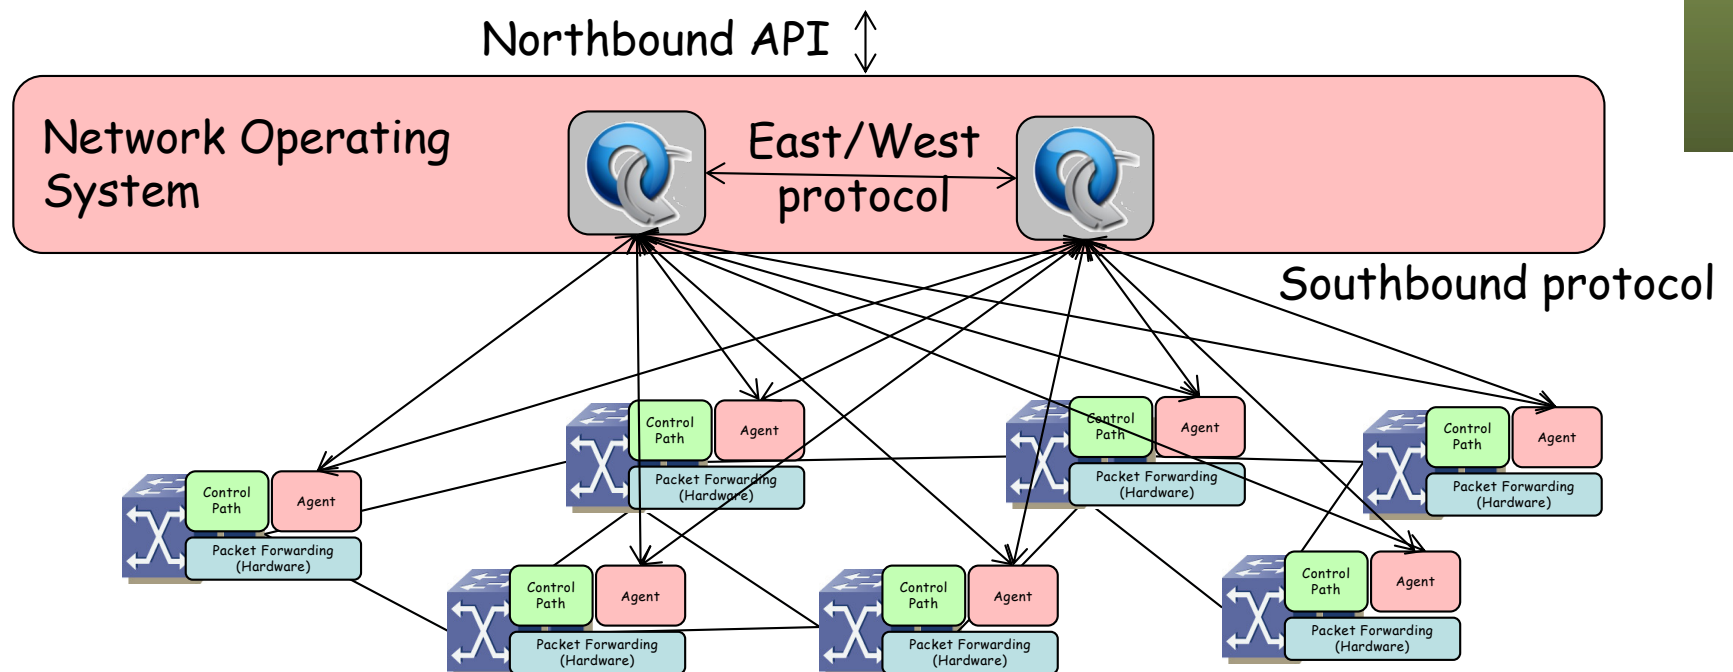 Northbound API
Network Operating
System
East/West
protocol
Southbound protocol
Control
Path
Agent
Packet Forwarding
(Hardware)
Control
Path
Agent
Packet Forwarding
(Hardware)
Control
Path
Agent
Packet Forwarding
(Hardware)
Control
Path
Agent
Packet Forwarding
(Hardware)
Control
Path
Agent
Packet Forwarding
(Hardware)
Control
Path
Agent
Packet Forwarding
(Hardware)
Control
Path
Agent
Packet Forwarding
(Hardware)